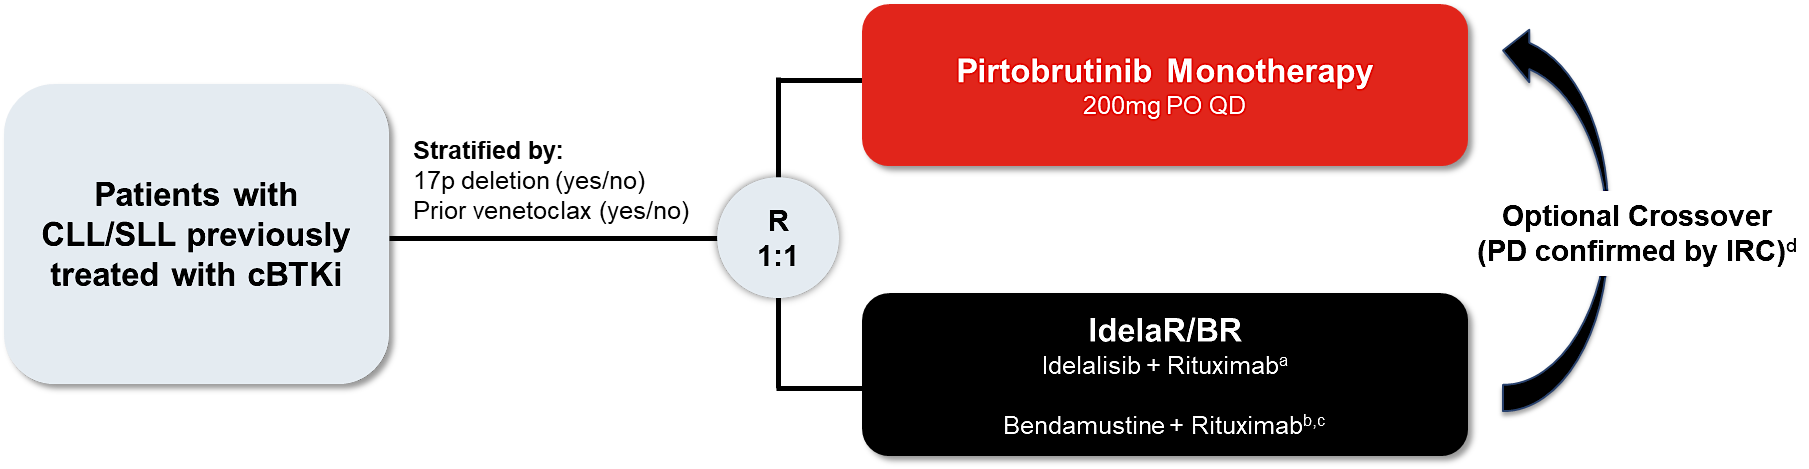 Patients with
CLL/SLL previously
treated with cBTKi
Stratified by:
17p deletion (yes/no)
Prior venetoclax (yes/no)
R
1:1
Pirtobrutinib Monotherapy
200mg PO QD
IdelaR/BR
Idelalisib + Rituximabᵃ
Bendamustine + Rituximabᵇ,ᶜ
Optional Crossover
(PD confirmed by IRC)ᵈ